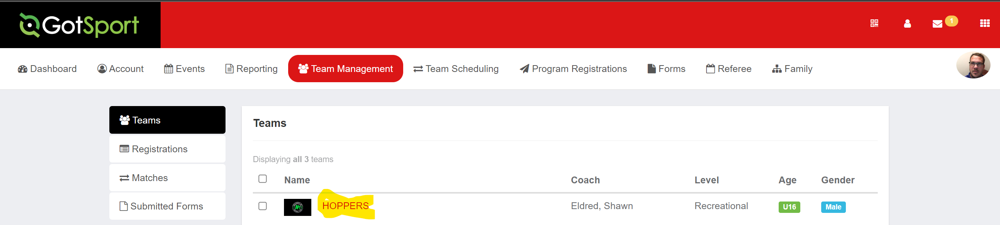 GotSport
1
Dashboard Account Events Reporting Team Management Team Scheduling Program Registrations Forms Referee Family
Teams
Registrations
Matches
Submitted Forms
Teams
Displaying all 3 teams
Name Coach Level Age Gender
HOPPERS Eldred, Shawn Recreational U16 Male